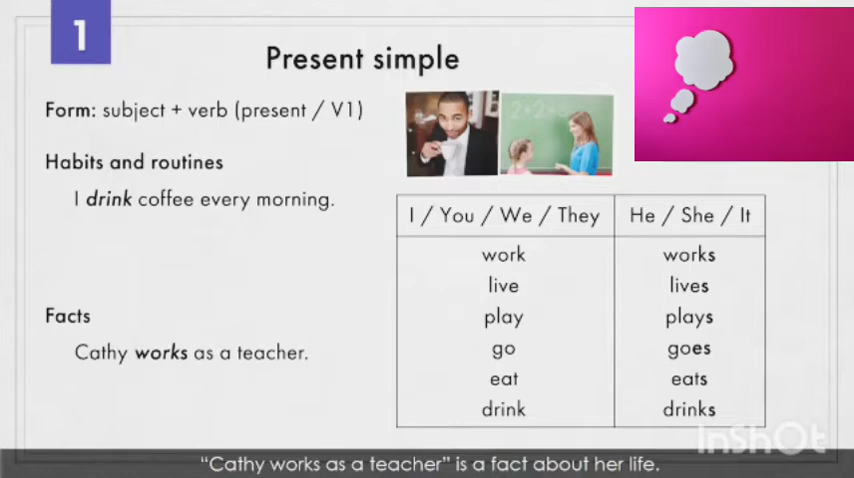 1
Present simple
Form: subject + verb (present / V1)
Habits and routines
I drink coffee every morning.
Facts
Cathy works as a teacher.
2+2=
I / You / We / They He / She / It
work works
live lives
play plays
go goes
eat eats
drink drinks
InShOt
"Cathy works as a teacher" is a fact about her life.